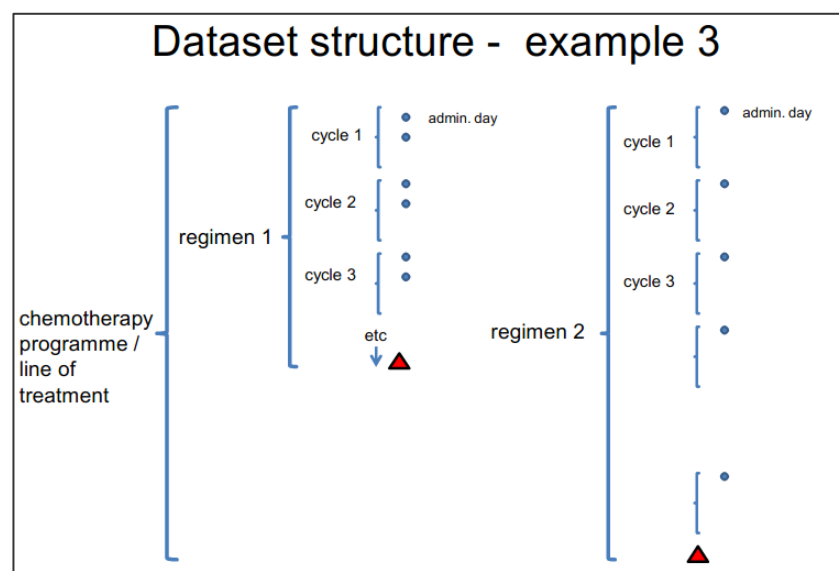 Dataset structure -  example 3
admin. day
cycle 1
cycle 2
regimen 1
cycle 3
chemotherapy
programme /
line of
treatment
etc
admin. day
cycle 1
cycle 2
cycle 3
regimen 2